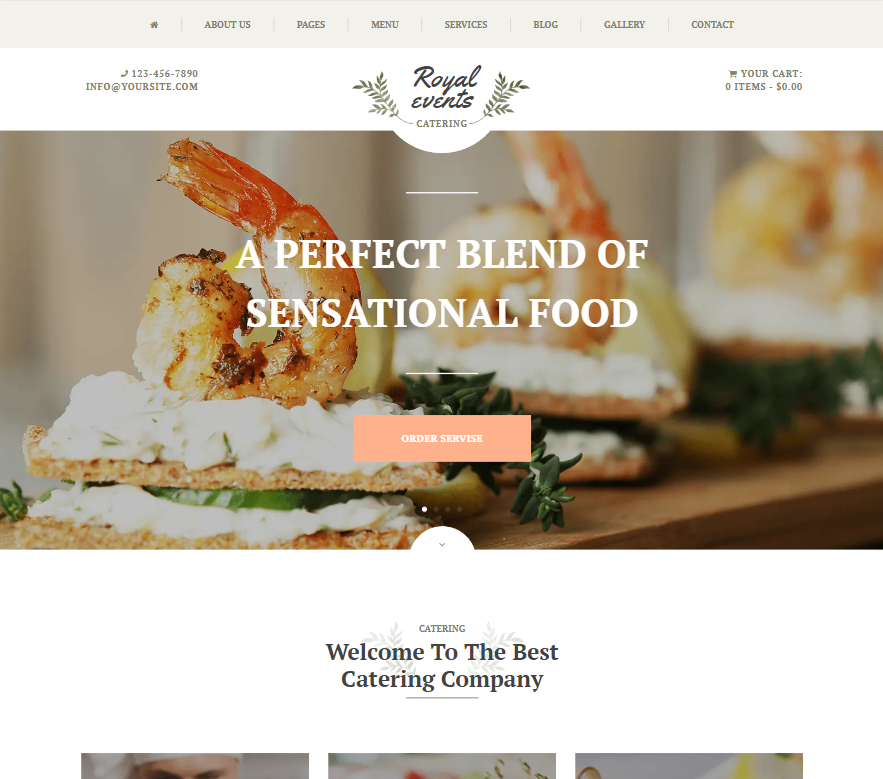 ABOUT US
PAGES
MENU
SERVICES
BLOG
GALLERY
CONTACT
123-456-7890
INFO@YOURSITE.COM
Royal
events
CATERING
YOUR CART:
0 ITEMS - $0.00
A PERFECT BLEND OF
SENSATIONAL FOOD
ORDER SERVISE
CATERING
Welcome To The Best
Catering Company